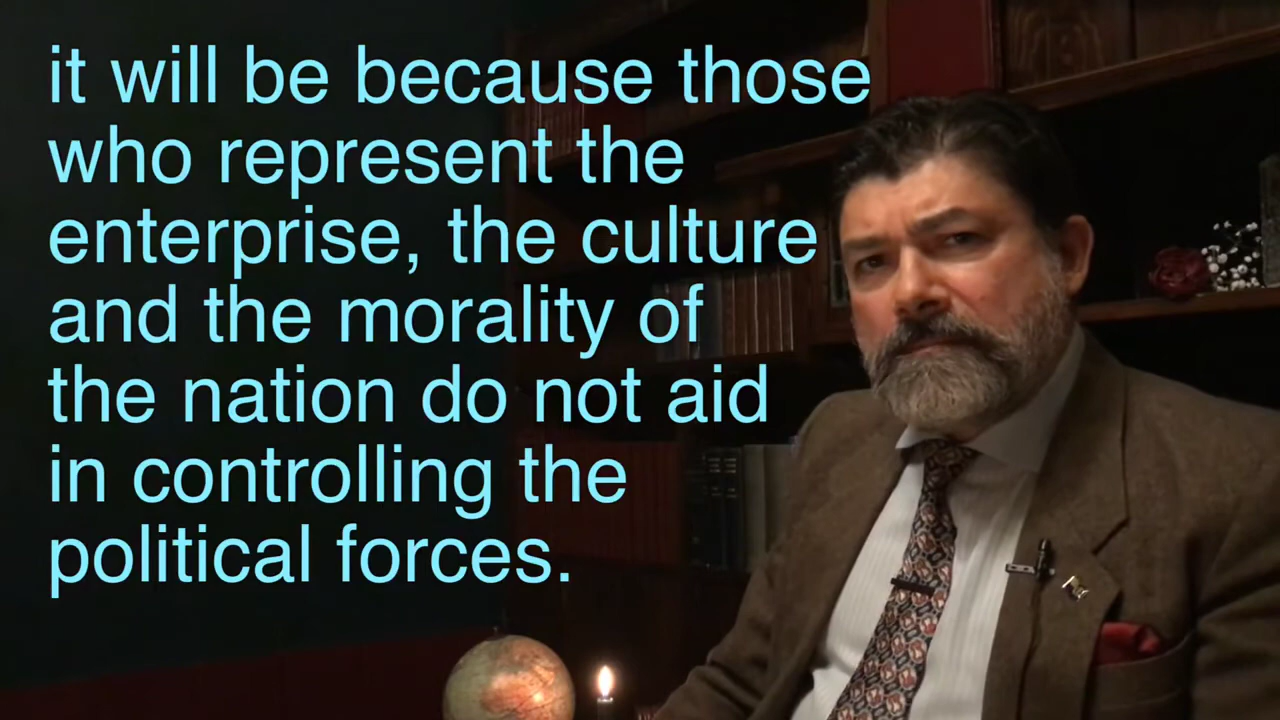 it will be because those
who represent the
enterprise, the culture
and the morality of
the nation do not aid
in controlling the
political forces.